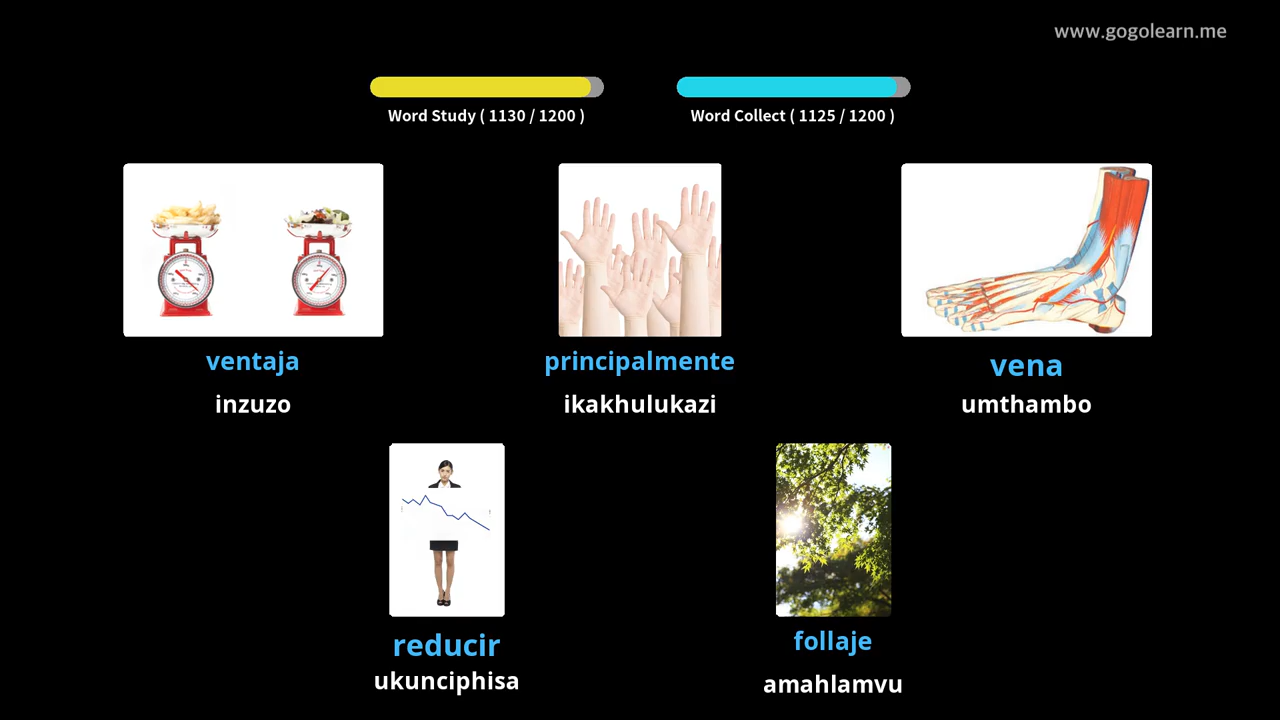 www.gogolearn.me
Word Study ( 1130 / 1200 )
Word Collect ( 1125 / 1200 )
ventaja
inzuzo
principalmente
ikakhulukazi
vena
umthambo
reducir
ukunciphisa
follaje
amahlamvu